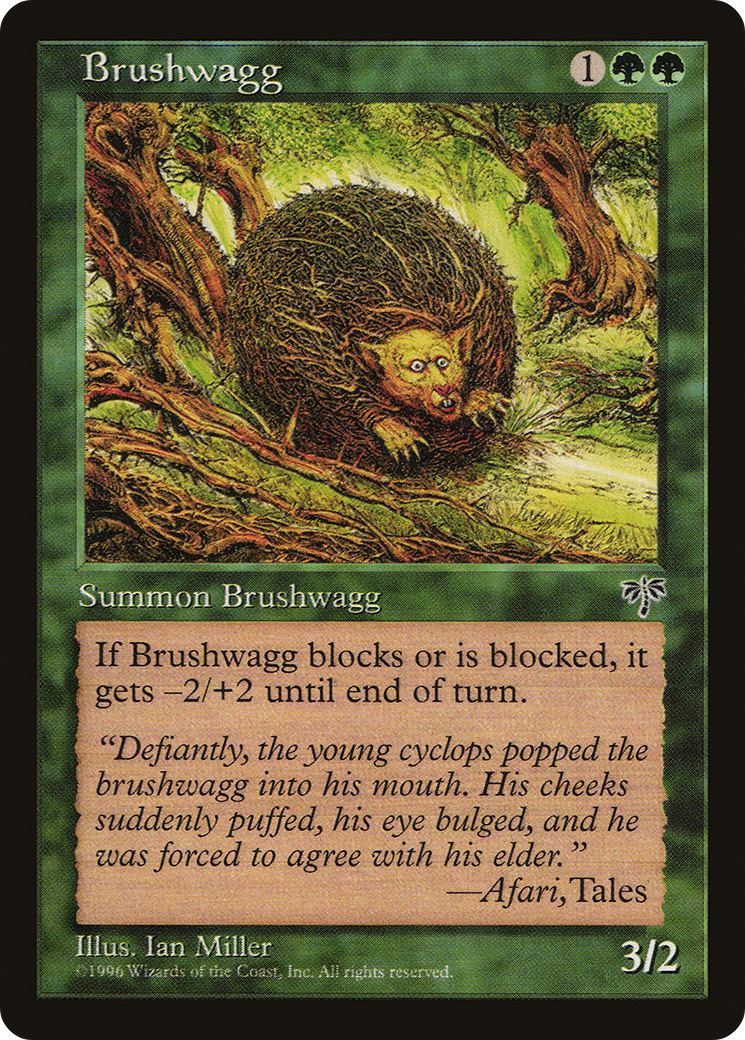 Brushwagg 1
Summon Brushwagg
If Brushwagg blocks or is blocked, it
gets –2/+2 until end of turn.
“Defiantly, the young cyclops popped the
brushwagg into his mouth. His cheeks
suddenly puffed, his eye bulged, and he
was forced to agree with his elder.”
—Afari, Tales
Illus. Ian Miller
©1996 Wizards of the Coast, Inc. All rights reserved.
3/2